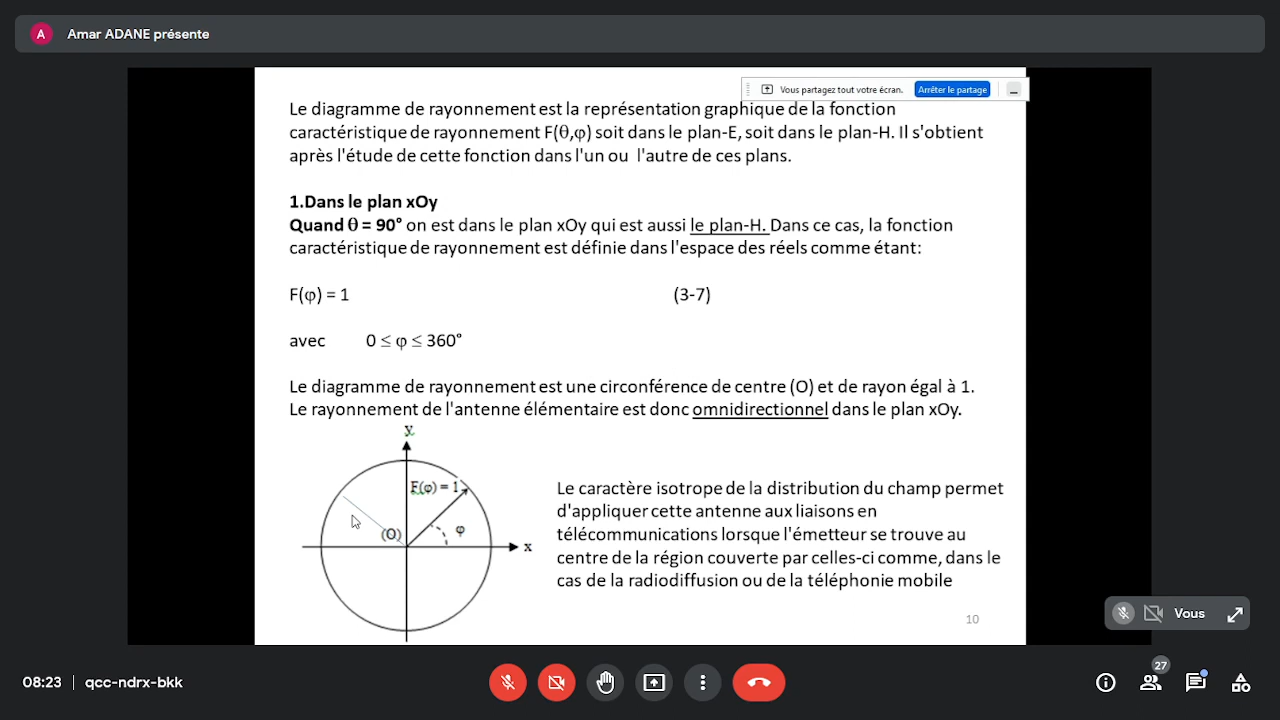 A
Amar ADANE présente
Vous partagez tout votre écran.
Arrêter le partage
Le diagramme de rayonnement est la représentation graphique de la fonction
caractéristique de rayonnement F(θ,φ) soit dans le plan-E, soit dans le plan-H. Il s'obtient
après l'étude de cette fonction dans l'un ou l'autre de ces plans.
1.Dans le plan xOy
Quand θ = 90° on est dans le plan xOy qui est aussi le plan-H. Dans ce cas, la fonction
caractéristique de rayonnement est définie dans l'espace des réels comme étant:
F(φ) = 1 (3-7)
avec 0 ≤ φ ≤ 360°
Le diagramme de rayonnement est une circonférence de centre (O) et de rayon égal à 1.
Le rayonnement de l'antenne élémentaire est donc omnidirectionnel dans le plan xOy.
y
F(φ) = 1
(O)
φ
x
Le caractère isotrope de la distribution du champ permet
d'appliquer cette antenne aux liaisons en
télécommunications lorsque l'émetteur se trouve au
centre de la région couverte par celles-ci comme, dans le
cas de la radiodiffusion ou de la téléphonie mobile
10
Vous
08:23 | qcc-ndrx-bkk
27